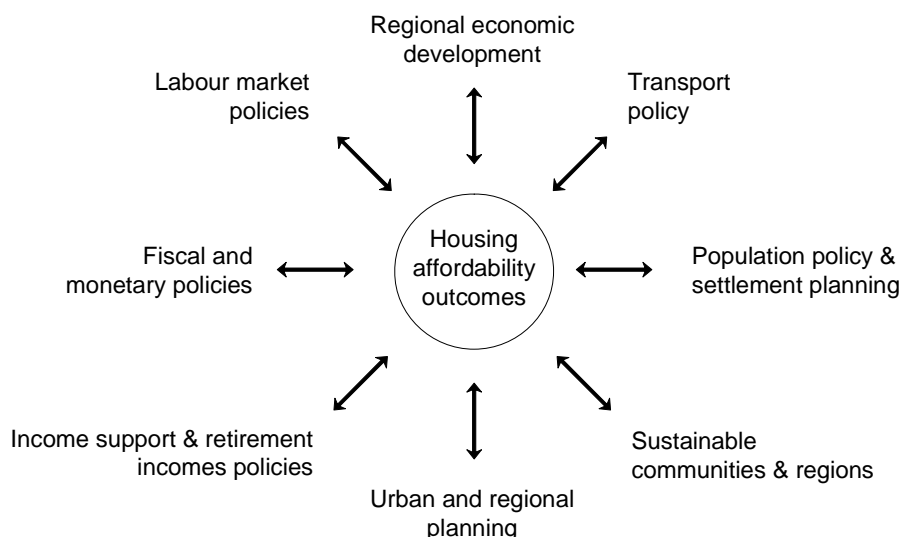 Regional economic
development
Labour market
policies
Transport
policy
Fiscal and
monetary policies
Housing
affordability
outcomes
Population policy &
settlement planning
Income support & retirement
incomes policies
Sustainable
communities & regions
Urban and regional
planning